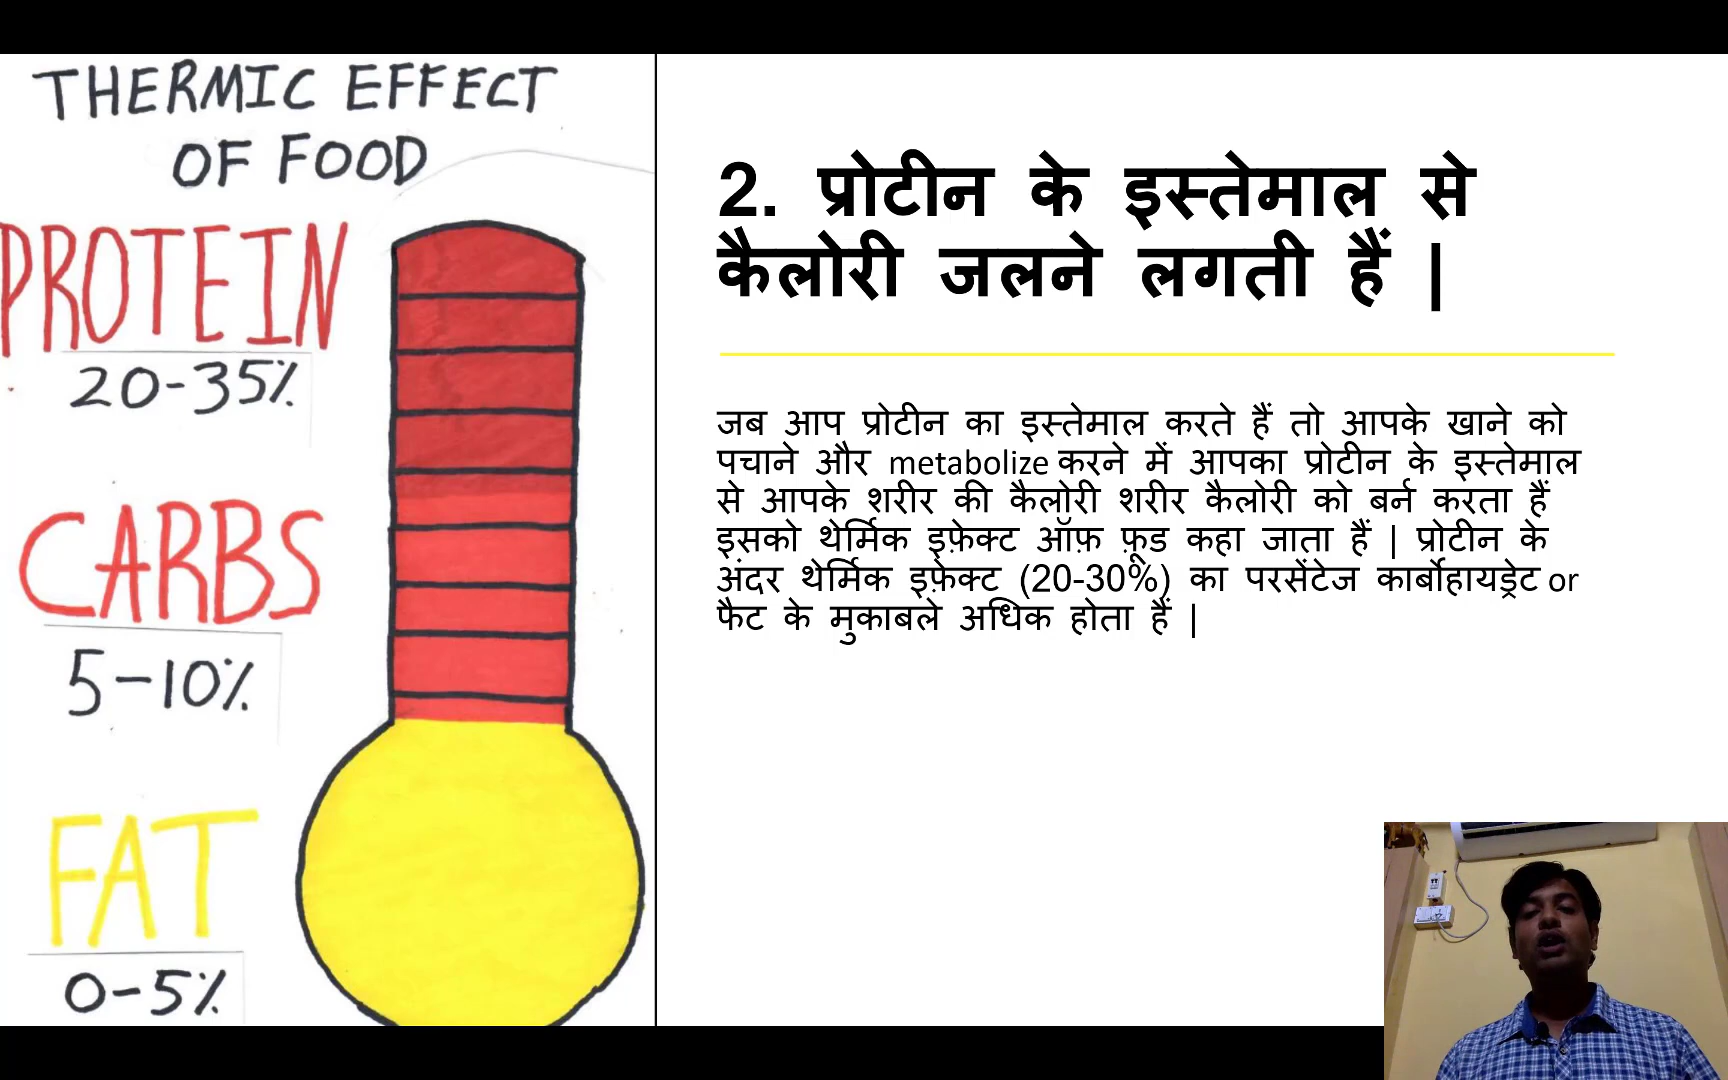 THERMIC EFFECT
OF FOOD
PROTEIN
20-35%
CARBS
5-10%
FAT
0-5%
2. प्रोटीन के इस्तेमाल से
कैलोरी जलने लगती हैं |
जब आप प्रोटीन का इस्तेमाल करते हैं तो आपके खाने को
पचाने और metabolize करने में आपका प्रोटीन के इस्तेमाल
से आपके शरीर की कैलोरी शरीर कैलोरी को बर्न करता हैं
इसको थेर्मिक इफ़ेक्ट ऑफ़ फ़ूड कहा जाता हैं | प्रोटीन के
अंदर थेर्मिक इफ़ेक्ट (20-30%) का परसेंटेज कार्बोहायड्रेट or
फैट के मुकाबले अधिक होता हैं |